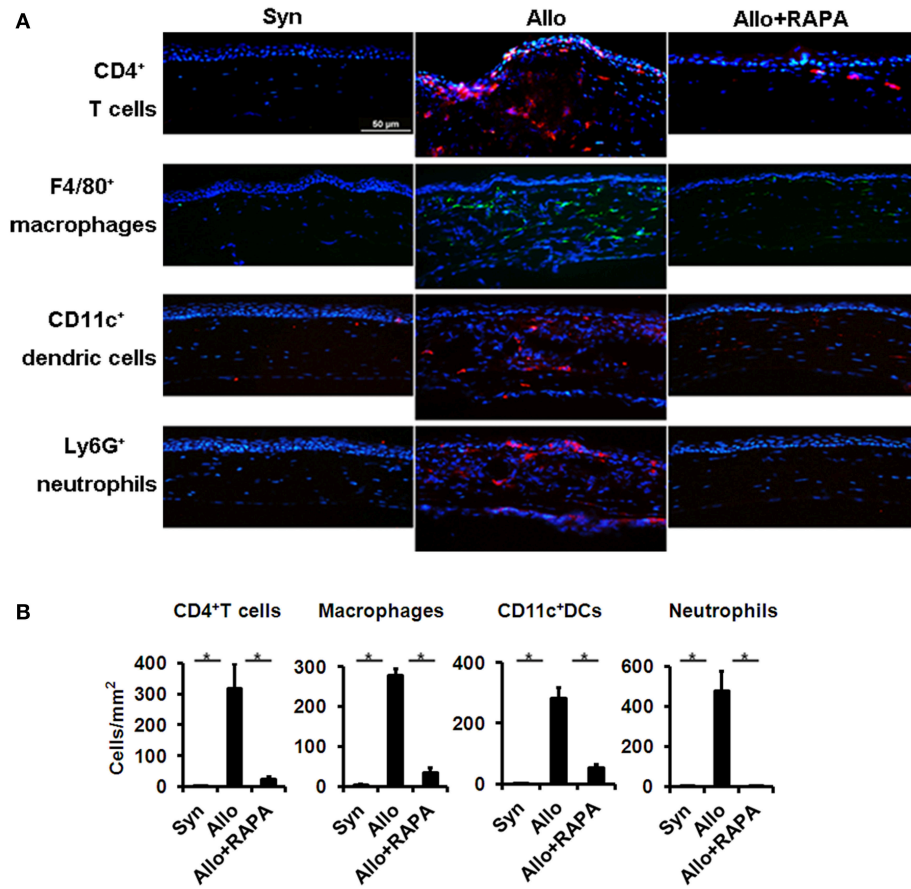 A
Syn
Allo
Allo+RAPA
CD4+
T cells
50 µm
F4/80+
macrophages
CD11c+
dendric cells
Ly6G+
neutrophils
B
CD4+T cells
Macrophages
CD11c+DCs
Neutrophils
* *
* *
* *
* *
Cells/mm2
400
300
200
100
0
300
200
100
0
400
200
0
600
400
200
0
Syn
Allo
Allo+RAPA
Syn
Allo
Allo+RAPA
Syn
Allo
Allo+RAPA
Syn
Allo
Allo+RAPA